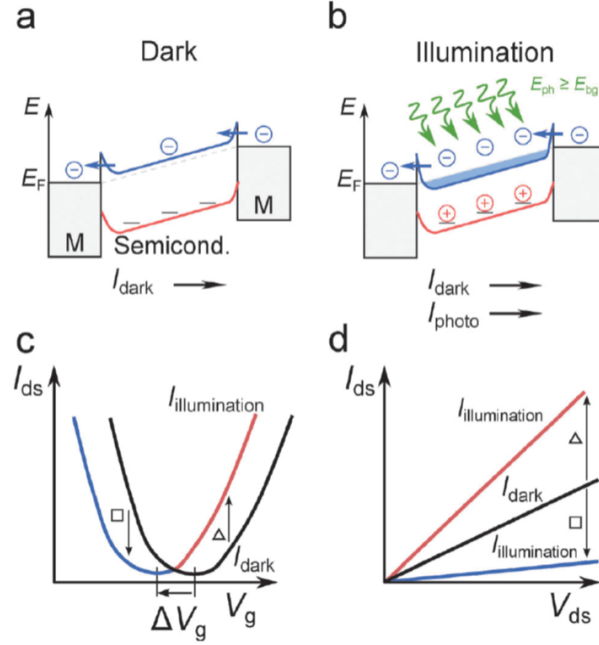 a
Dark
E
E_F
M
M
Semicond.
I_dark
b
Illumination
E_ph ≥ E_bg
E
E_F
I_dark
I_photo
c
I_ds
I_illumination
□
Δ
I_dark
ΔV_g
V_g
d
I_ds
I_illumination
Δ
I_dark
□
I_illumination
V_ds